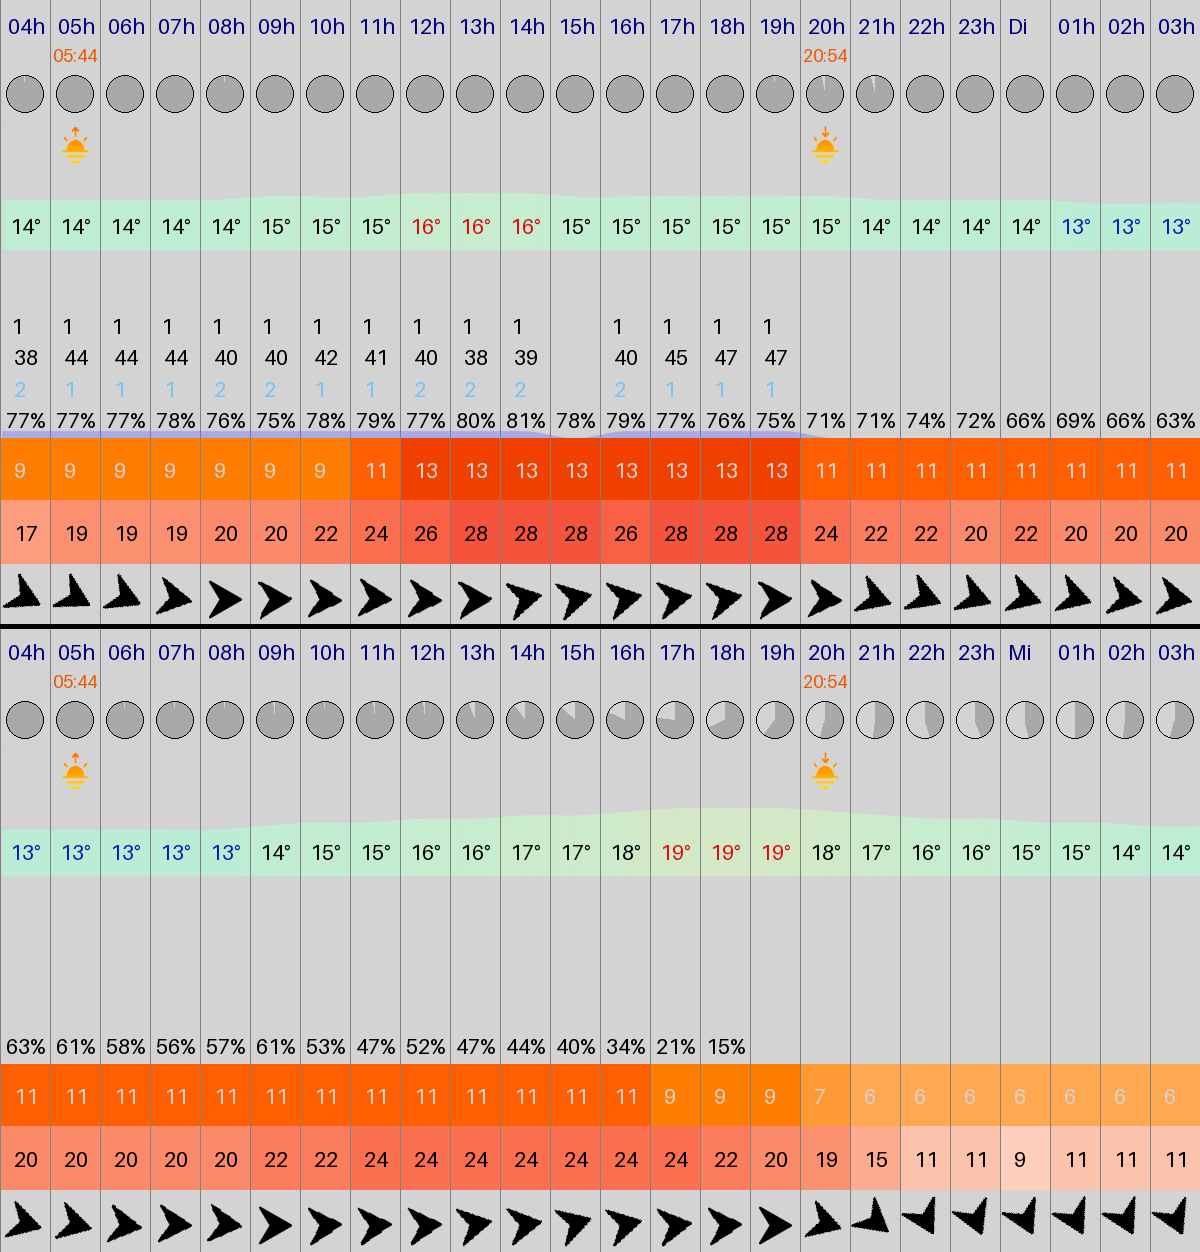 04h 05h 06h 07h 08h 09h 10h 11h 12h 13h 14h 15h 16h 17h 18h 19h 20h 21h 22h 23h Di 01h 02h 03h
05:44 20:54
14° 14° 14° 14° 14° 15° 15° 15° 16° 16° 16° 15° 15° 15° 15° 15° 15° 14° 14° 14° 14° 13° 13° 13°
1 1 1 1 1 1 1 1 1 1 1 1 1 1 1
38 44 44 44 40 40 42 41 40 38 39 40 45 47 47
2 1 1 1 2 2 1 1 2 2 2 2 1 1 1
77% 77% 77% 78% 76% 75% 78% 79% 77% 80% 81% 78% 79% 77% 76% 75% 71% 71% 74% 72% 66% 69% 66% 63%
9 9 9 9 9 9 9 11 13 13 13 13 13 13 13 13 11 11 11 11 11 11 11 11
17 19 19 19 20 20 22 24 26 28 28 28 26 28 28 28 24 22 22 20 22 20 20 20
04h 05h 06h 07h 08h 09h 10h 11h 12h 13h 14h 15h 16h 17h 18h 19h 20h 21h 22h 23h Mi 01h 02h 03h
05:44 20:54
13° 13° 13° 13° 13° 14° 15° 15° 16° 16° 17° 17° 18° 19° 19° 19° 18° 17° 16° 16° 15° 15° 14° 14°
63% 61% 58% 56% 57% 61% 53% 47% 52% 47% 44% 40% 34% 21% 15%
11 11 11 11 11 11 11 11 11 11 11 11 11 9 9 9 7 6 6 6 6 6 6 6
20 20 20 20 20 22 22 24 24 24 24 24 24 24 22 20 19 15 11 11 9 11 11 11